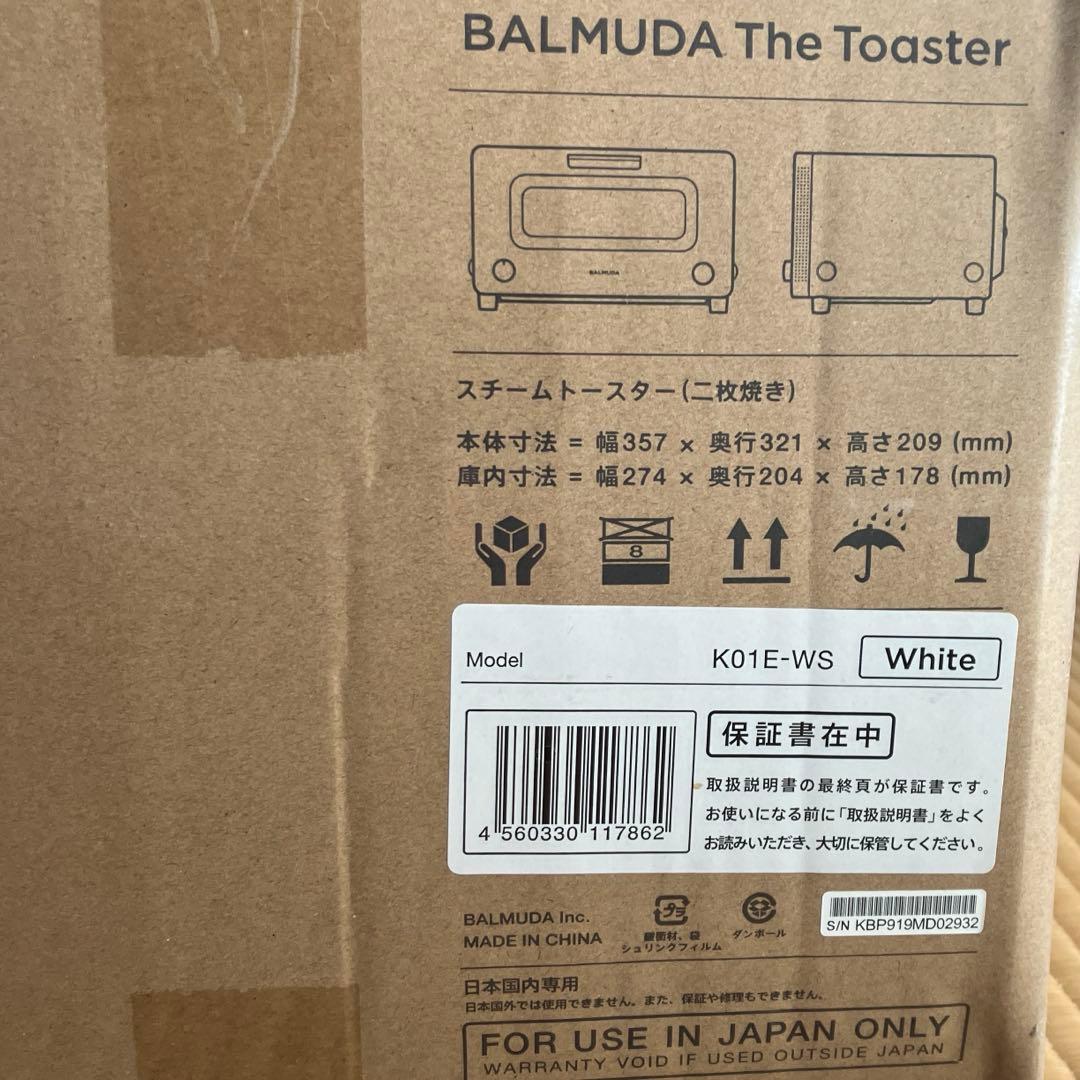 BALMUDA The Toaster
BALMUDA
スチームトースター(二枚焼き)
本体寸法 = 幅357 × 奥行321 × 高さ209 (mm)
庫内寸法 = 幅274 × 奥行204 × 高さ178 (mm)
8
Model K01E-WS White
保証書在中
取扱説明書の最終頁が保証書です。
お使いになる前に「取扱説明書」をよく
お読みいただき、大切に保管してください。
4 560330 117862
BALMUDA Inc.
MADE IN CHINA
プラ
緩衝材、袋
シュリンクフィルム
ダンボール
S/N KBP919MD02932
日本国内専用
日本国外では使用できません。また、保証や修理もできません。
FOR USE IN JAPAN ONLY
WARRANTY VOID IF USED OUTSIDE JAPAN